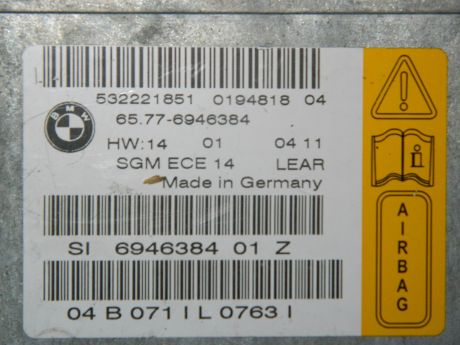 532221851 0194818 04
BMW
65.77-6946384
HW:14 01 04 11
SGM ECE 14 LEAR
Made in Germany
SI 6946384 01 Z
04 B 071 I L 0763 I
i
AIRBAG